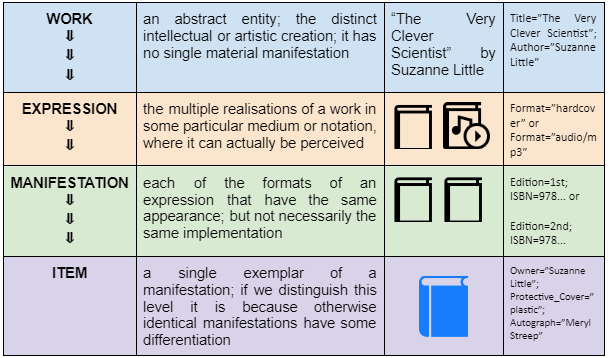 WORK
⇓
⇓
⇓
an abstract entity; the distinct
intellectual or artistic creation; it has
no single material manifestation
“The Very
Clever
Scientist” by
Suzanne Little
Title=”The Very
Clever Scientist”;
Author=”Suzanne
Little”
EXPRESSION
⇓
⇓
the multiple realisations of a work in
some particular medium or notation,
where it can actually be perceived
Format=”hardcov
er” or
Format=”audio/m
p3”
MANIFESTATION
⇓
⇓
⇓
each of the formats of an
expression that have the same
appearance; but not necessarily the
same implementation
Edition=1st;
ISBN=978... or
Edition=2nd;
ISBN=978...
ITEM
a single exemplar of a
manifestation; if we distinguish this
level it is because otherwise
identical manifestations have some
differentiation
Owner=”Suzanne
Little”;
Protective_Cover=”
plastic”;
Autograph=”Meryl
Streep”